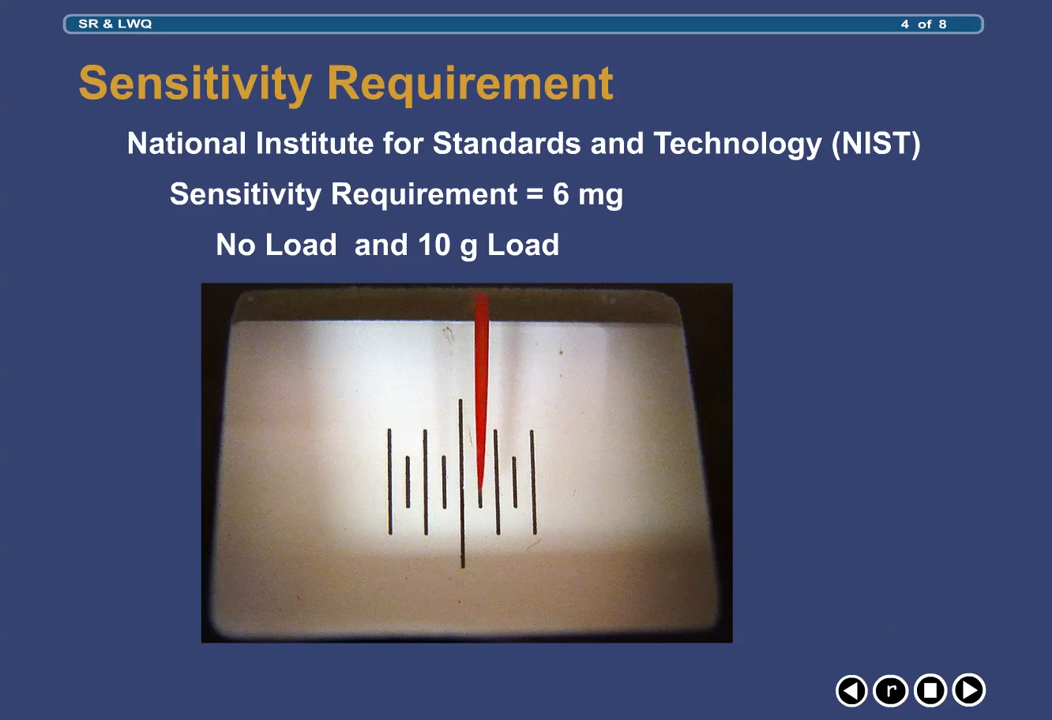 SR & LWQ
4 of 8
Sensitivity Requirement
National Institute for Standards and Technology (NIST)
Sensitivity Requirement = 6 mg
No Load and 10 g Load
r